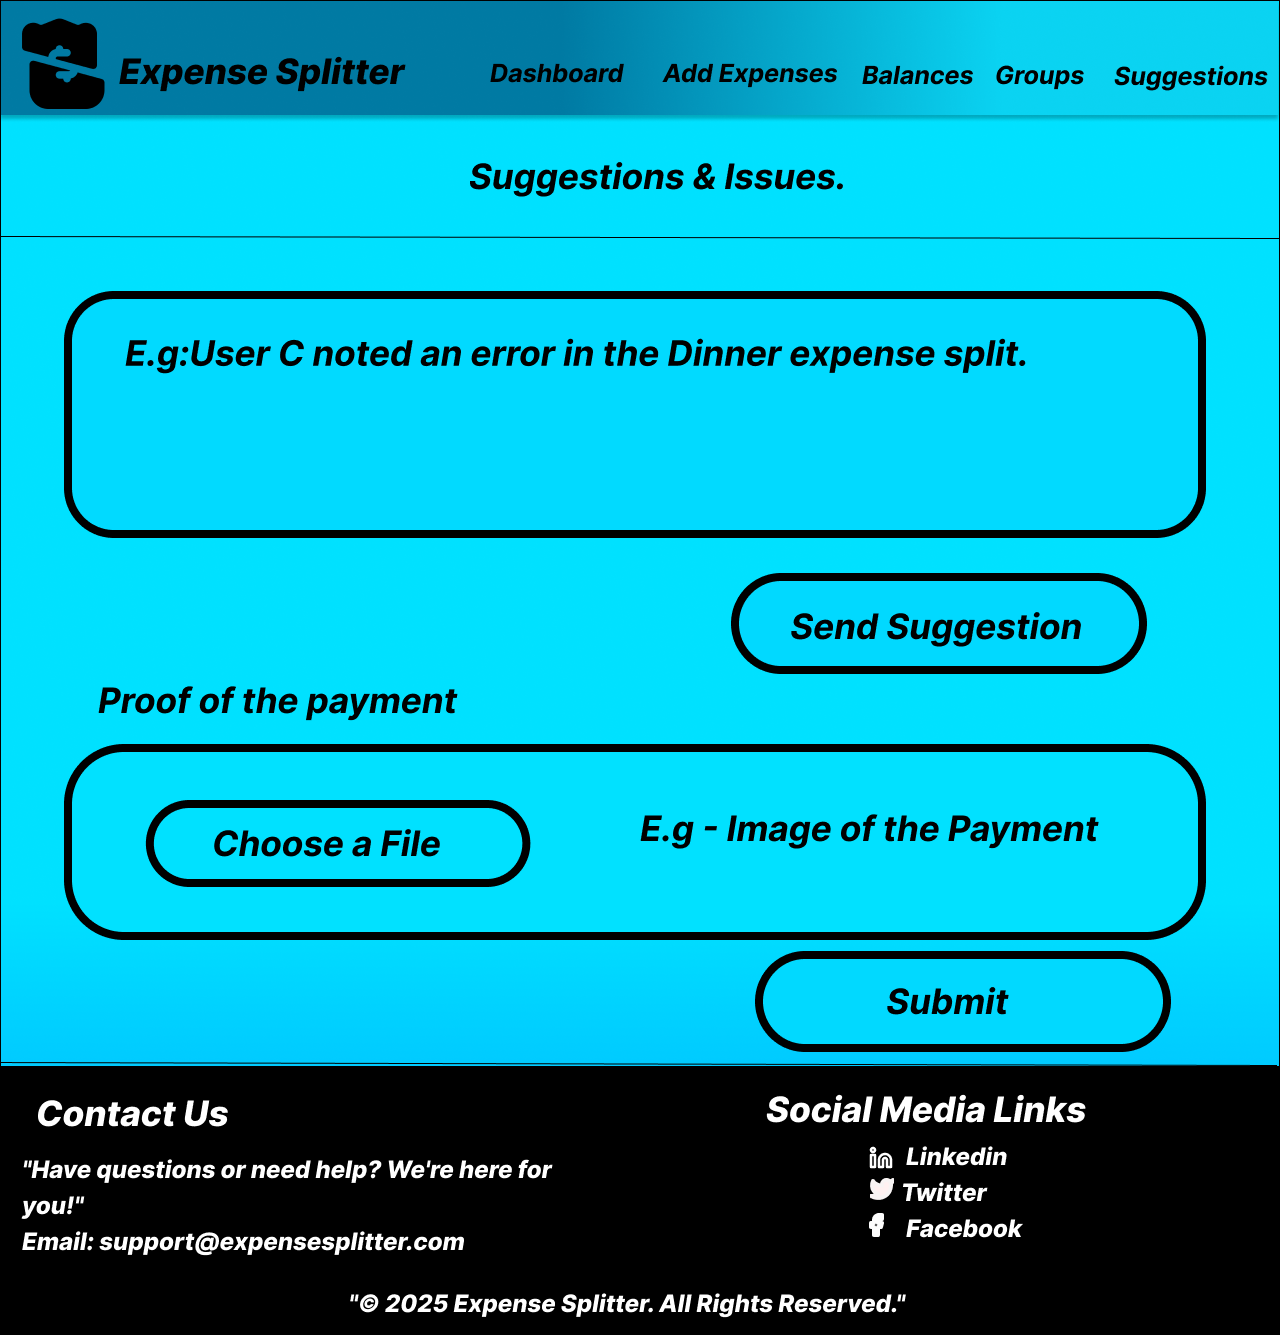 Expense Splitter
Dashboard
Add Expenses
Balances
Groups
Suggestions
Suggestions & Issues.
E.g:User C noted an error in the Dinner expense split.
Send Suggestion
Proof of the payment
Choose a File
E.g - Image of the Payment
Submit
Contact Us
"Have questions or need help? We're here for
you!"
Email: support@expensesplitter.com
Social Media Links
Linkedin
Twitter
Facebook
"© 2025 Expense Splitter. All Rights Reserved."